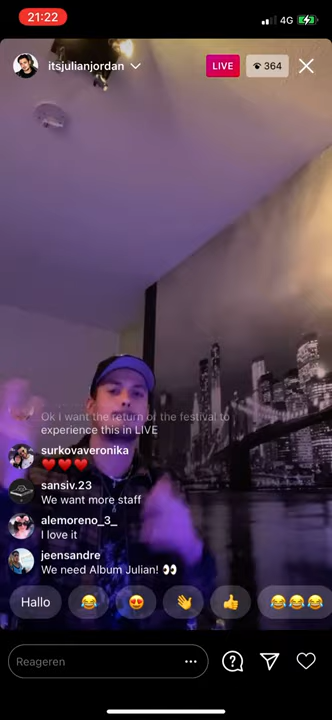 21:22
4G
itsjulianjordan
LIVE
364
Ok I want the return of the festival to
experience this in LIVE
surkovaveronika
❤️❤️❤️
sansiv.23
We want more staff
alemoreno_3_
I love it
jeensandre
We need Album Julian! 👀
Hallo 😂 😍 👋 👍 😂😂😂
Reageren